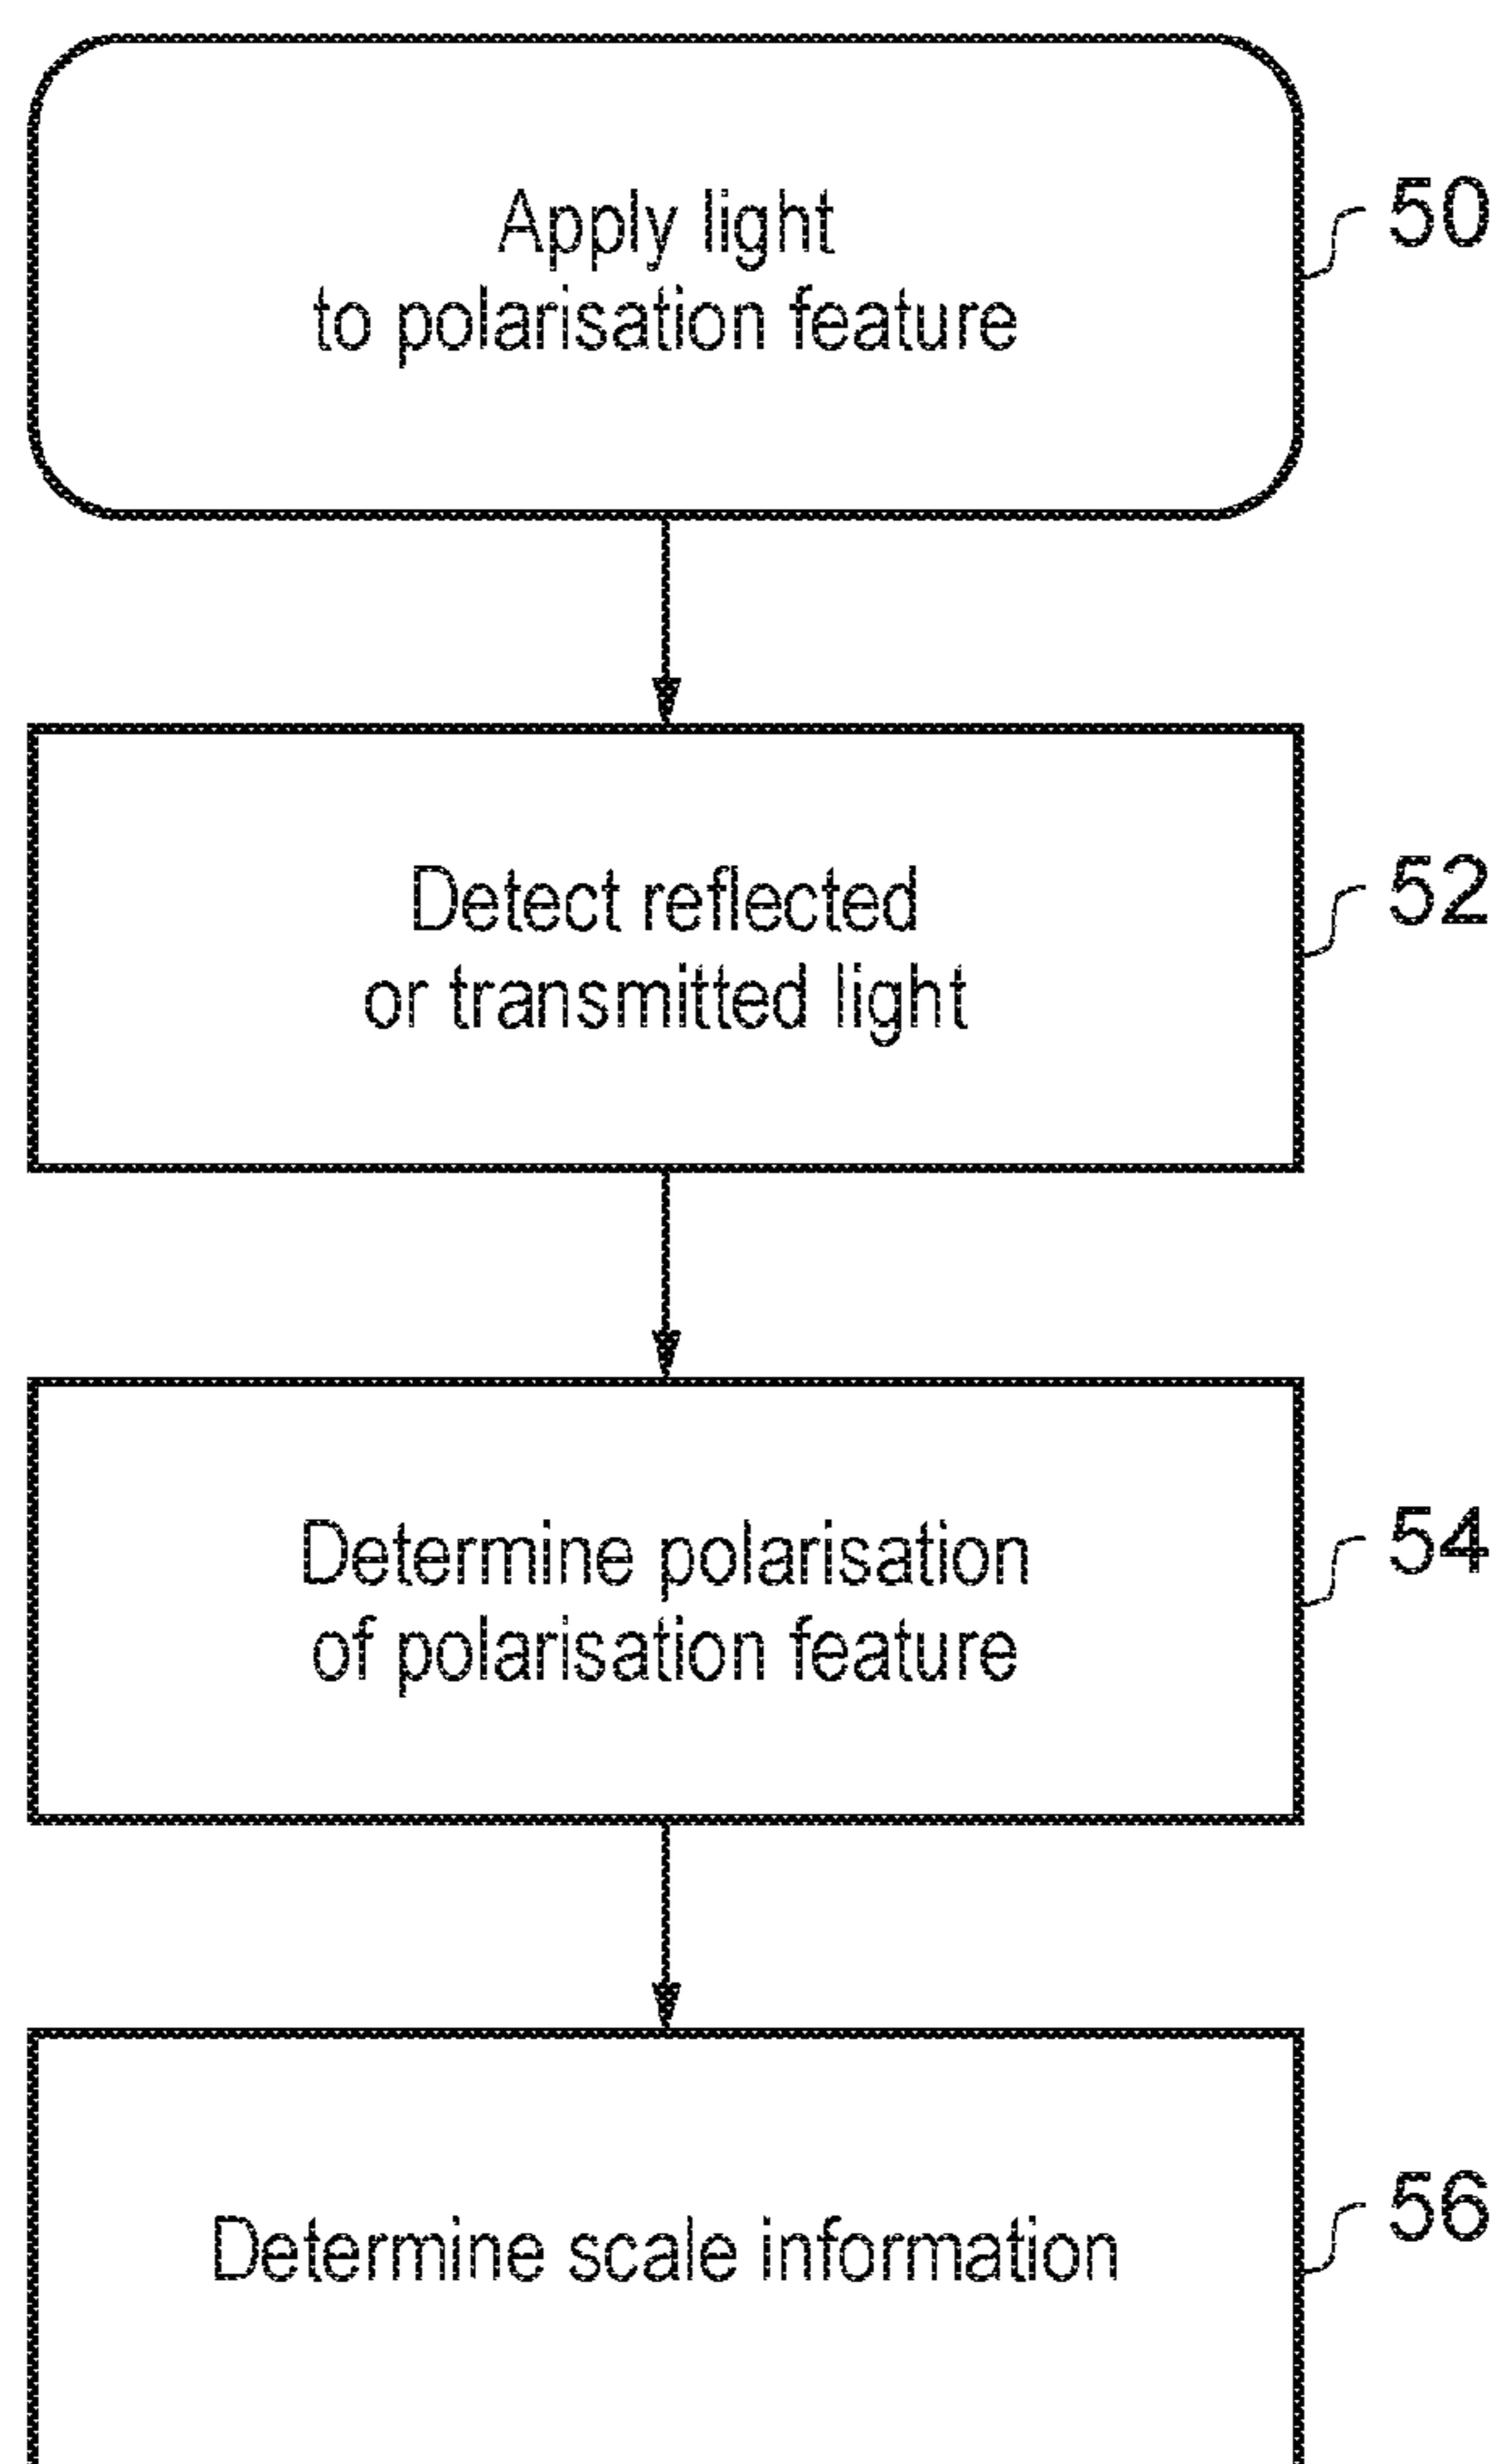 Apply light
to polarisation feature
50
Detect reflected
or transmitted light
52
Determine polarisation
of polarisation feature
54
Determine scale information
56